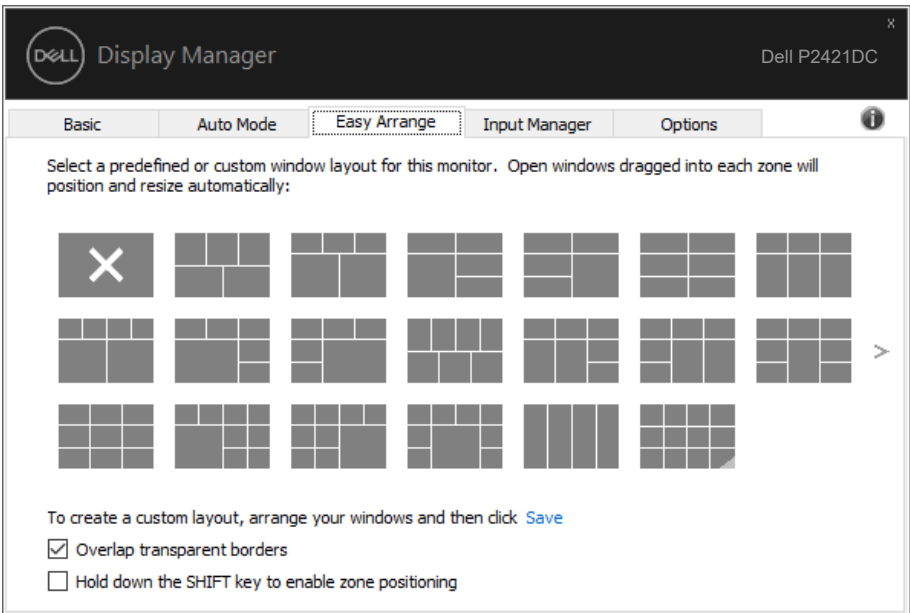 DELL Display Manager
x
Dell P2421DC
Basic Auto Mode Easy Arrange Input Manager Options
Select a predefined or custom window layout for this monitor. Open windows dragged into each zone will
position and resize automatically:
>
To create a custom layout, arrange your windows and then click Save
Overlap transparent borders
Hold down the SHIFT key to enable zone positioning